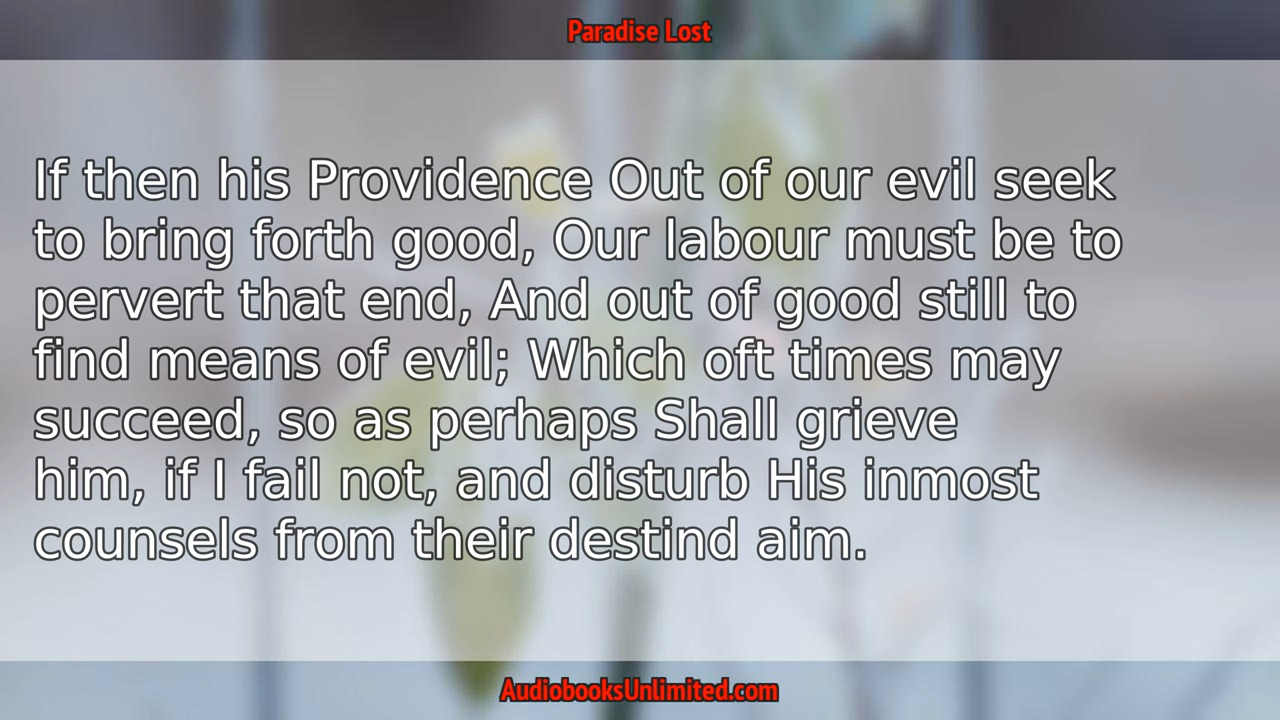 Paradise Lost
If then his Providence Out of our evil seek
to bring forth good, Our labour must be to
pervert that end, And out of good still to
find means of evil; Which oft times may
succeed, so as perhaps Shall grieve
him, if I fail not, and disturb His inmost
counsels from their destind aim.
AudiobooksUnlimited.com